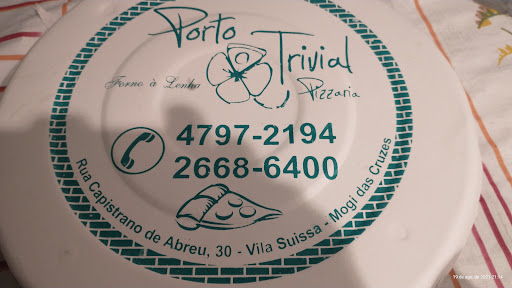 Porto
Trivial
Forno à Lenha
Pizzaria
4797-2194
2668-6400
Rua Capistrano de Abreu, 30 - Vila Suissa - Mogi das Cruzes